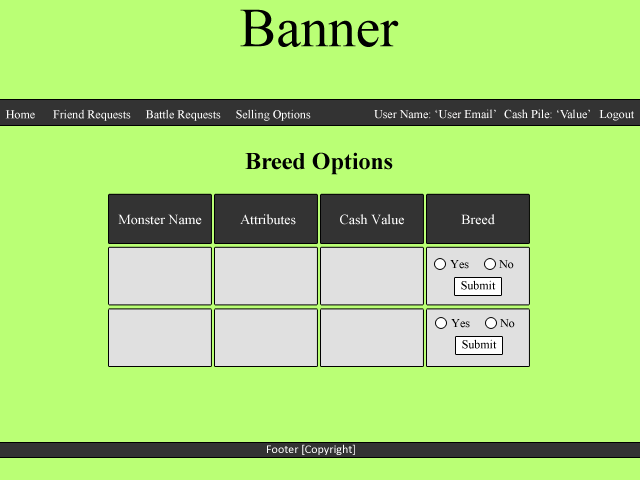 Banner
Home Friend Requests Battle Requests Selling Options User Name: ‘User Email’ Cash Pile: ‘Value’ Logout
Breed Options
Monster Name Attributes Cash Value Breed
Yes No
Submit
Yes No
Submit
Footer [Copyright]